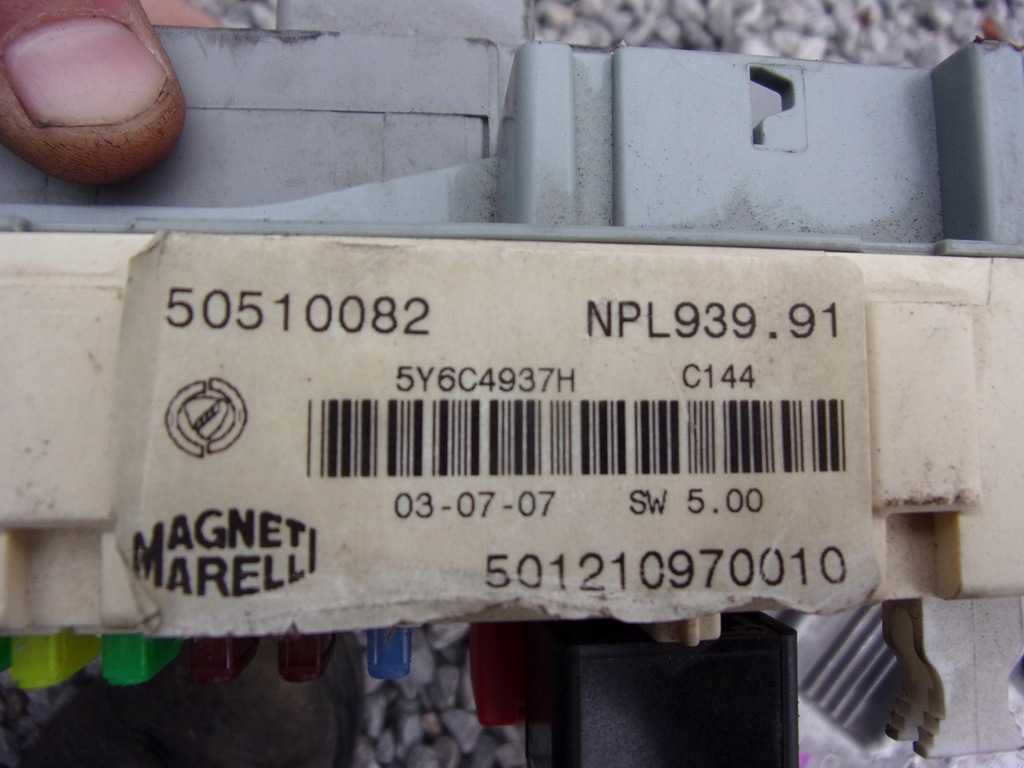 50510082 NPL939.91
5Y6C4937H C144
03-07-07 SW 5.00
MAGNETI
MARELLI
501210970010